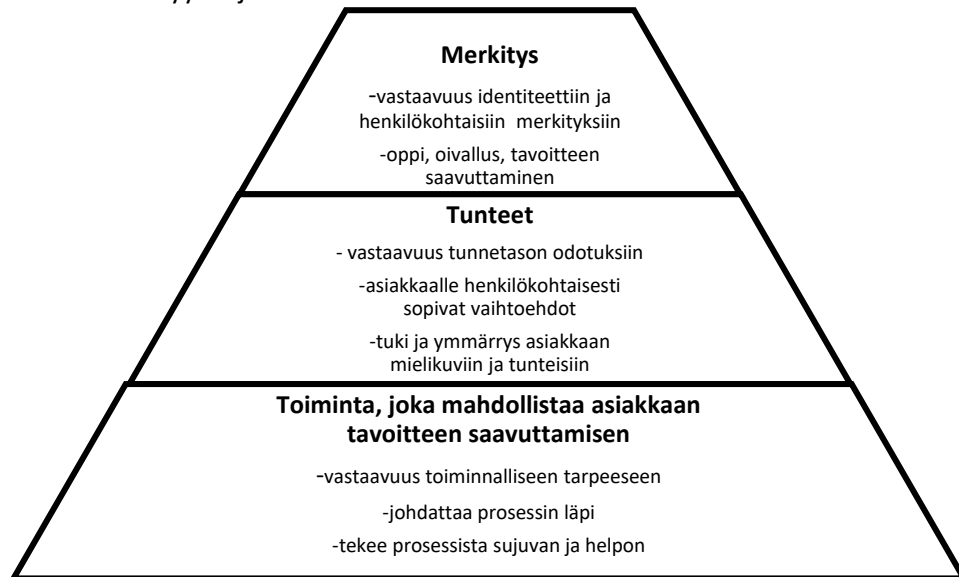 Merkitys
-vastaavuus identiteettiin ja
henkilökohtaisiin merkityksiin
-oppi, oivallus, tavoitteen
saavuttaminen
Tunteet
- vastaavuus tunnetason odotuksiin
-asiakkaalle henkilökohtaisesti
sopivat vaihtoehdot
-tuki ja ymmärrys asiakkaan
mielikuviin ja tunteisiin
Toiminta, joka mahdollistaa asiakkaan
tavoitteen saavuttamisen
-vastaavuus toiminnalliseen tarpeeseen
-johdattaa prosessin läpi
-tekee prosessista sujuvan ja helpon